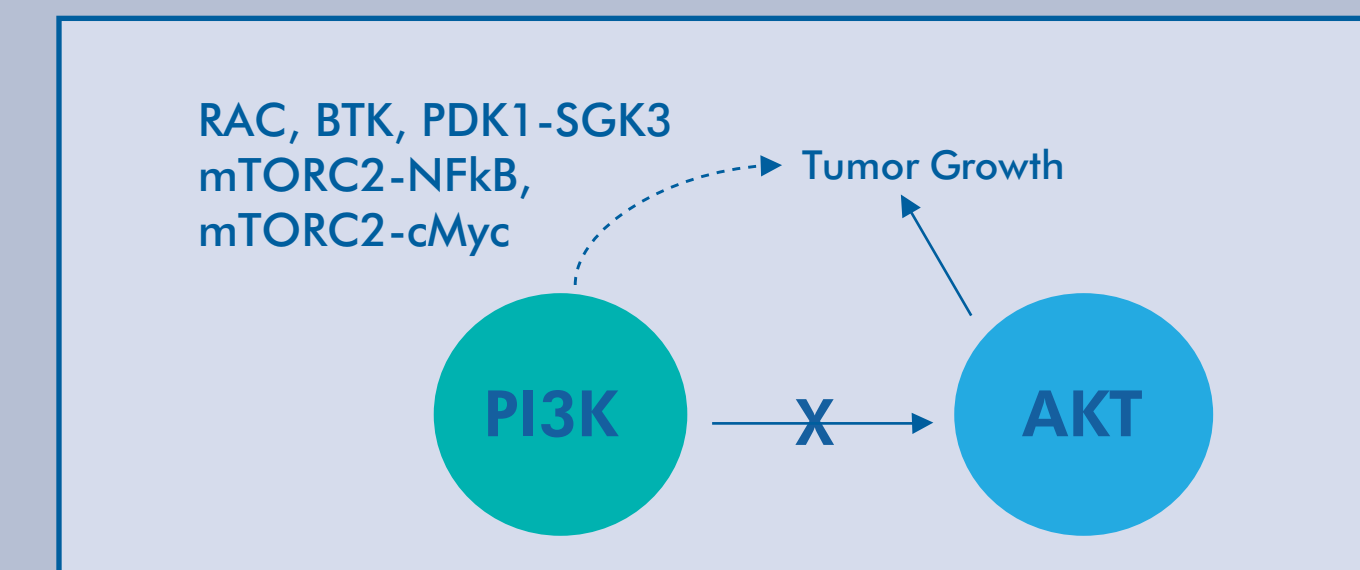 RAC, BTK, PDK1-SGK3
mTORC2-NFkB,
mTORC2-cMyc
Tumor Growth
PI3K
X
AKT